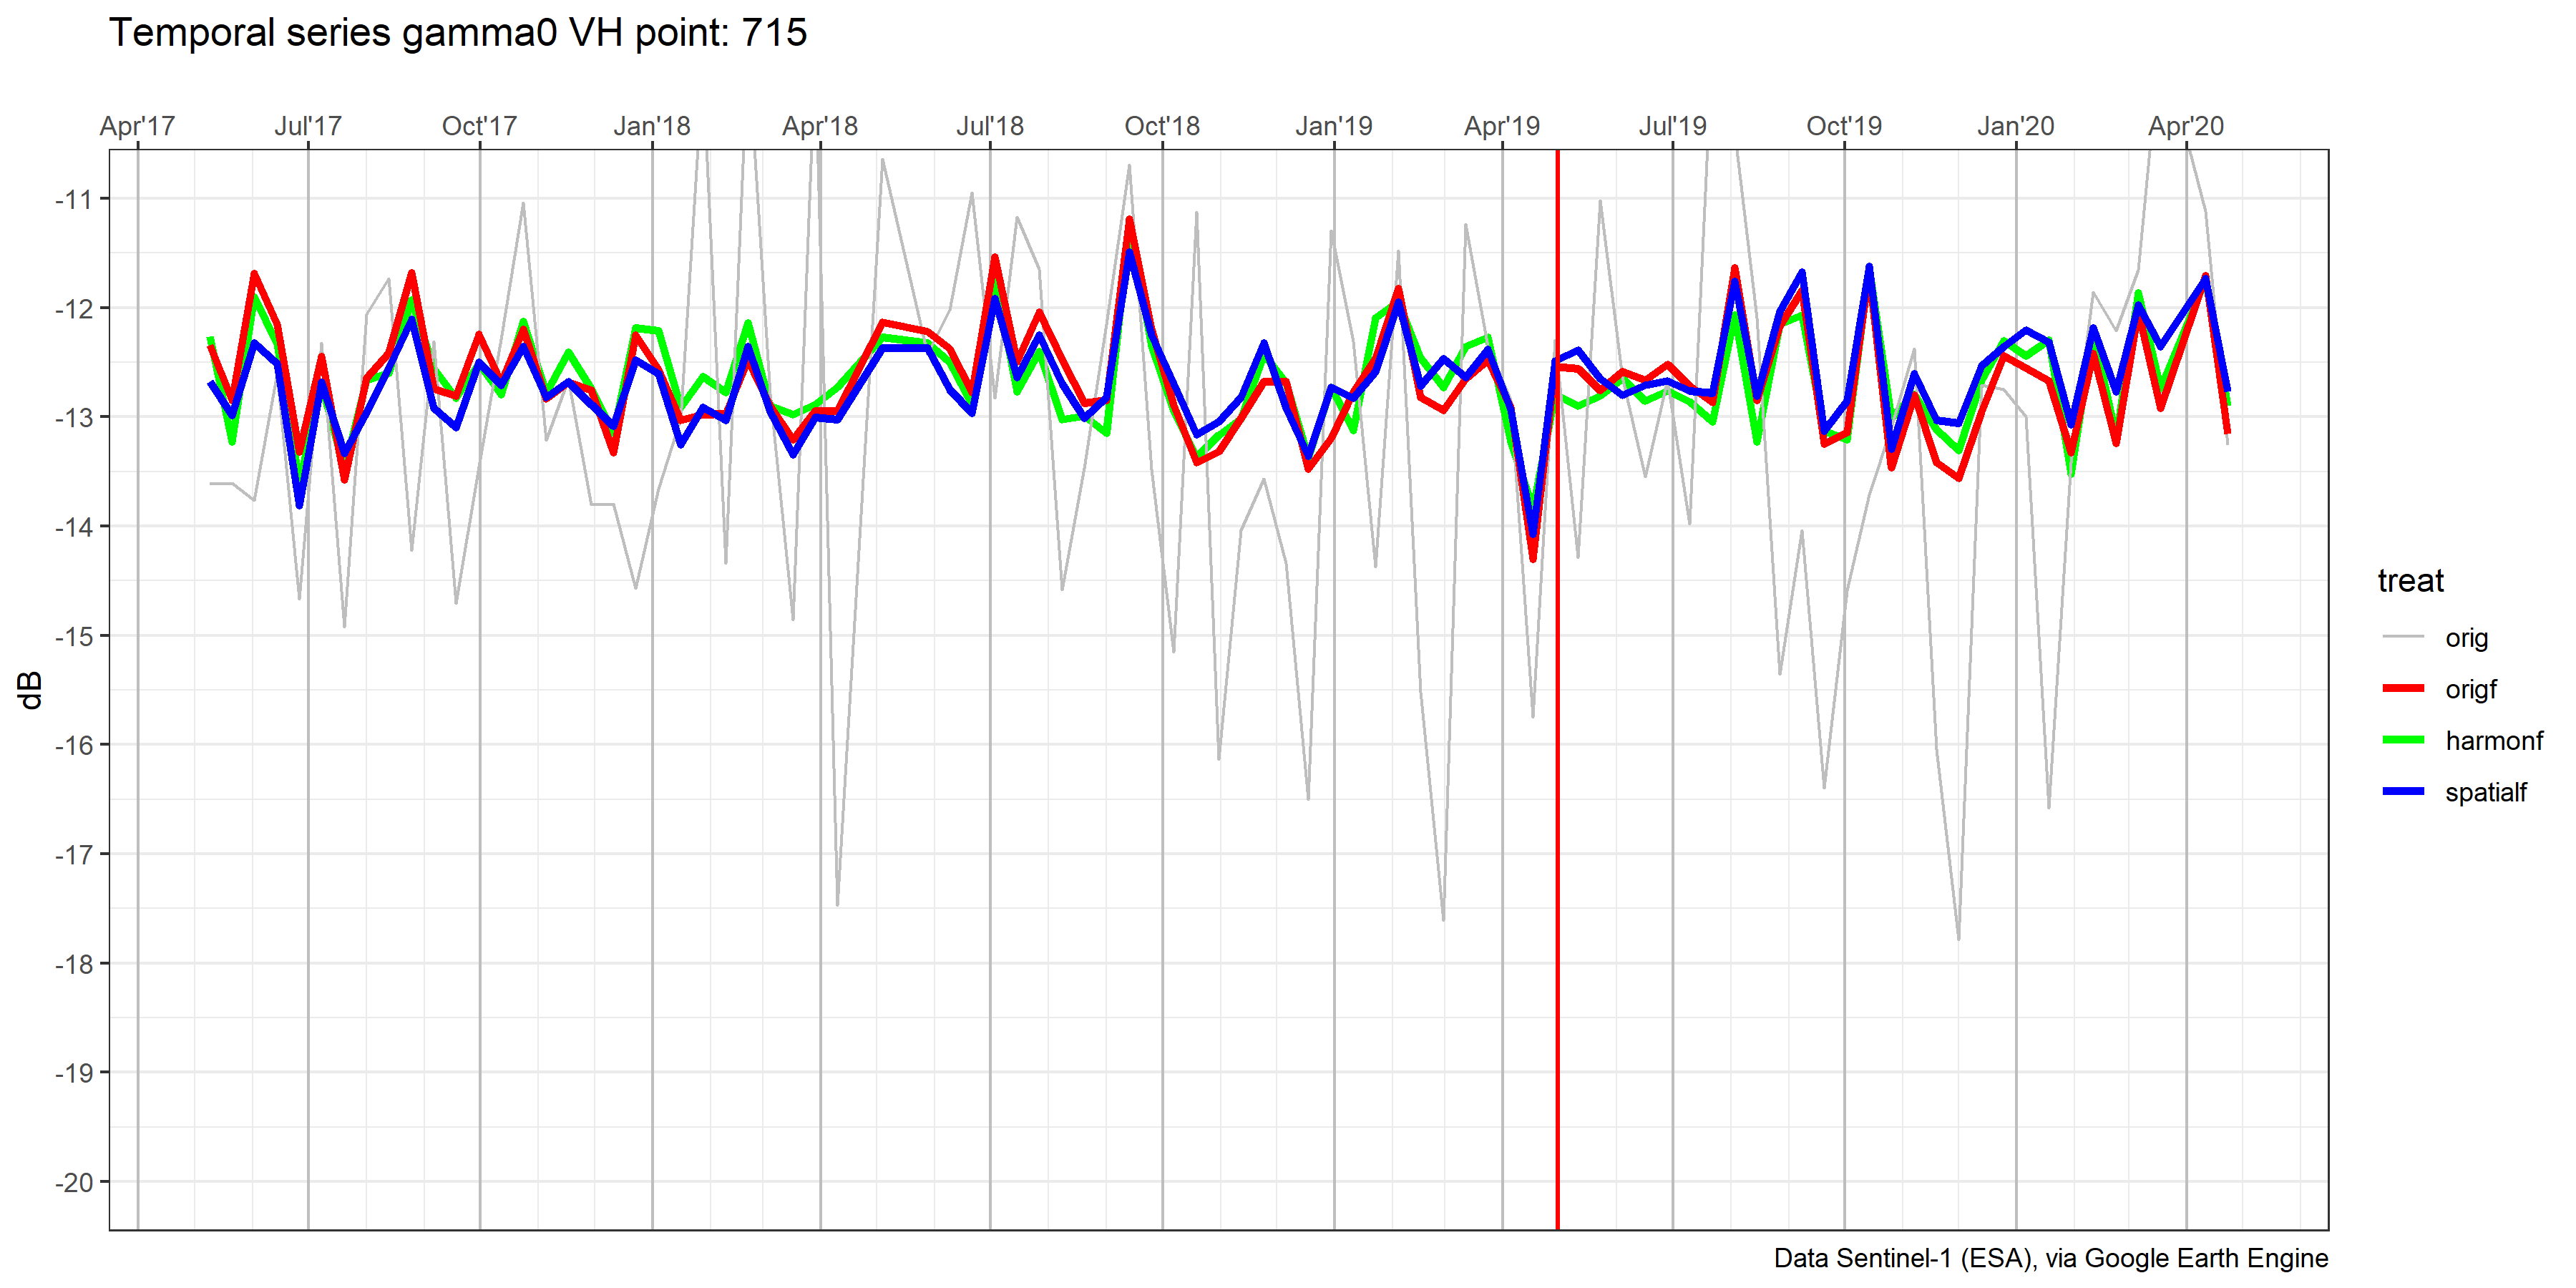 Temporal series gamma0 VH point: 715
Apr'17 Jul'17 Oct'17 Jan'18 Apr'18 Jul'18 Oct'18 Jan'19 Apr'19 Jul'19 Oct'19 Jan'20 Apr'20
-11
-12
-13
-14
-15
-16
-17
-18
-19
-20
dB
treat
orig
origf
harmonf
spatialf
Data Sentinel-1 (ESA), via Google Earth Engine